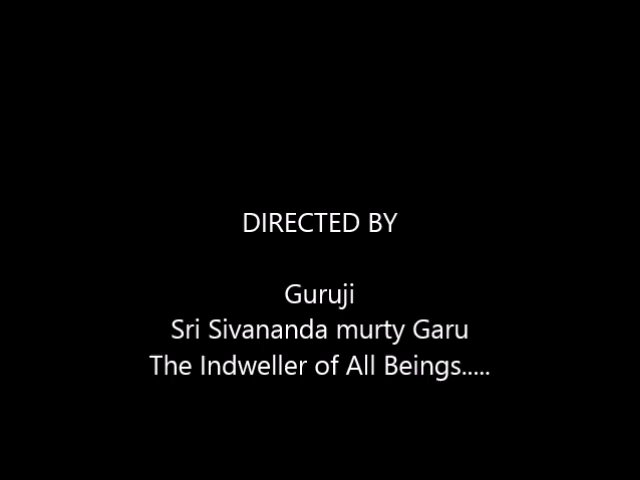 DIRECTED BY
Guruji
Sri Sivananda murty Garu
The Indweller of All Beings.....